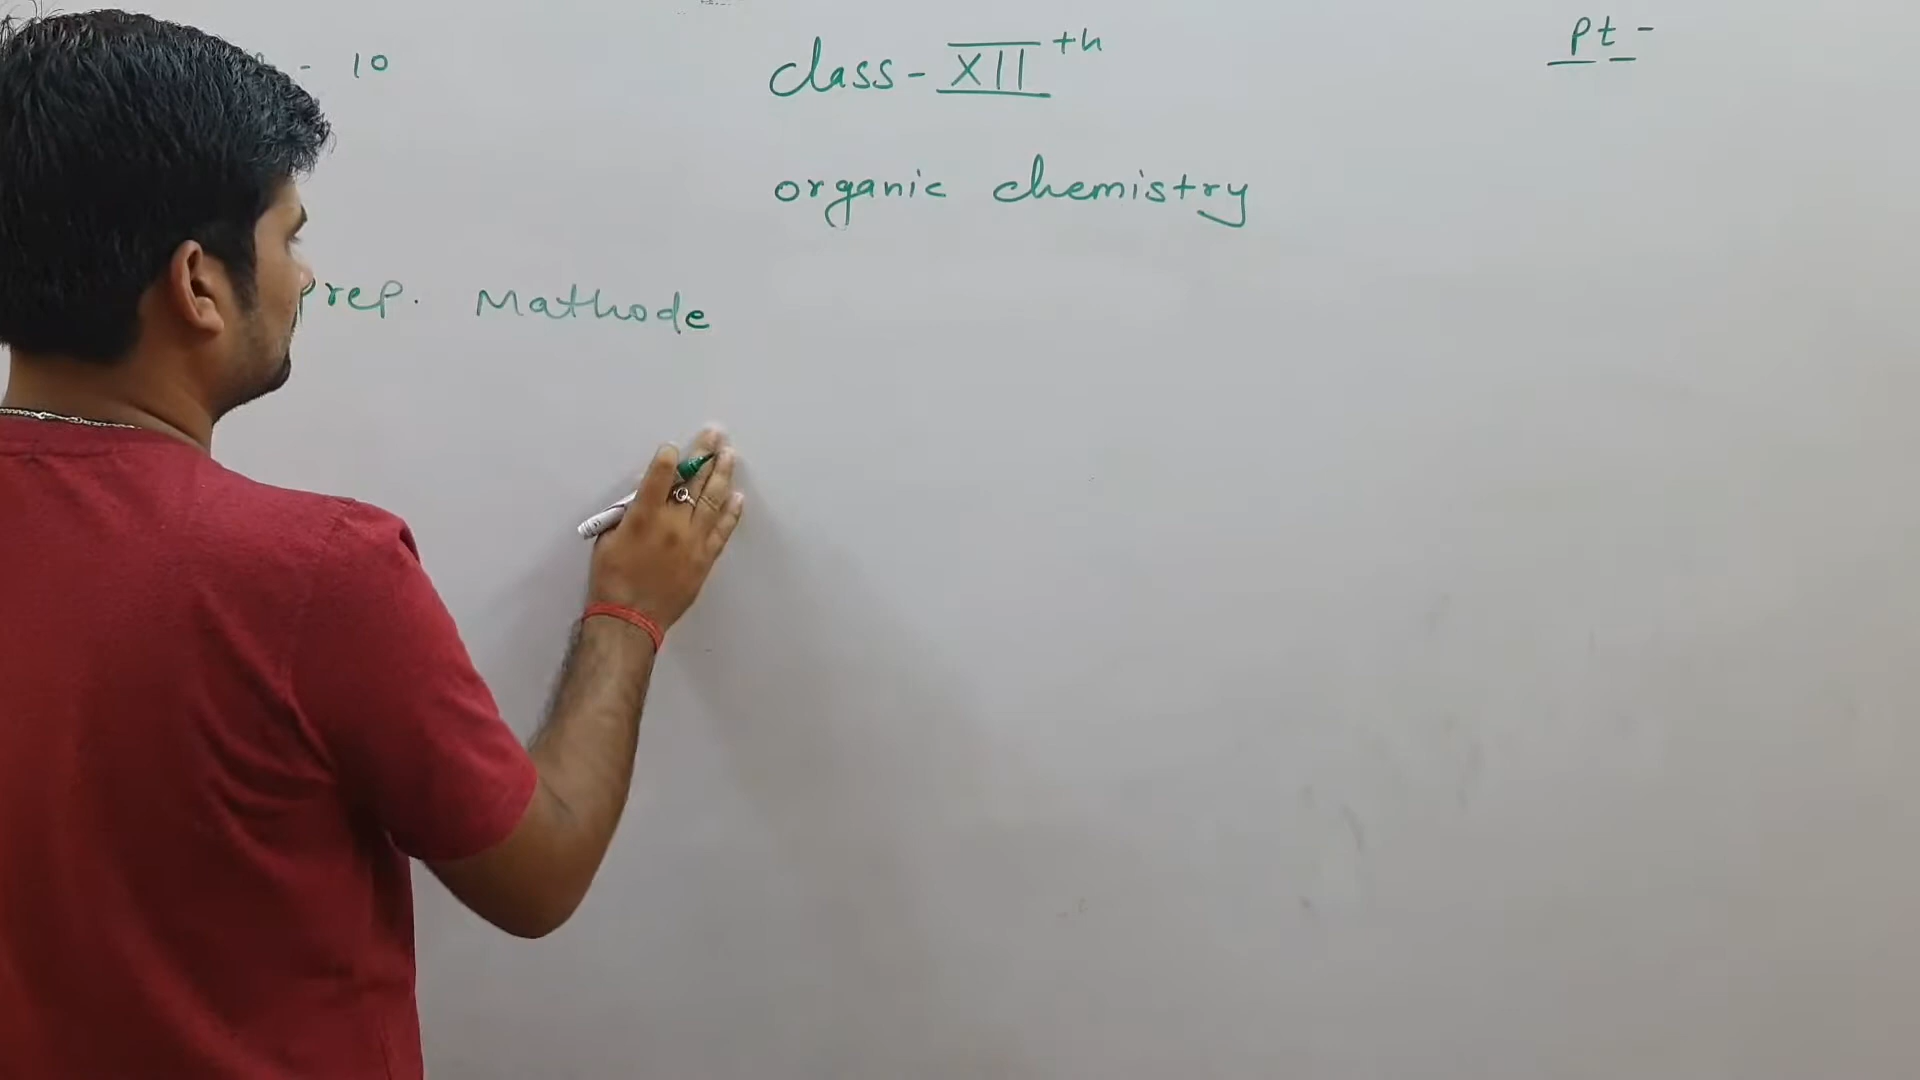 - 10
class - XII th
pt -
organic chemistry
prep. Mathode